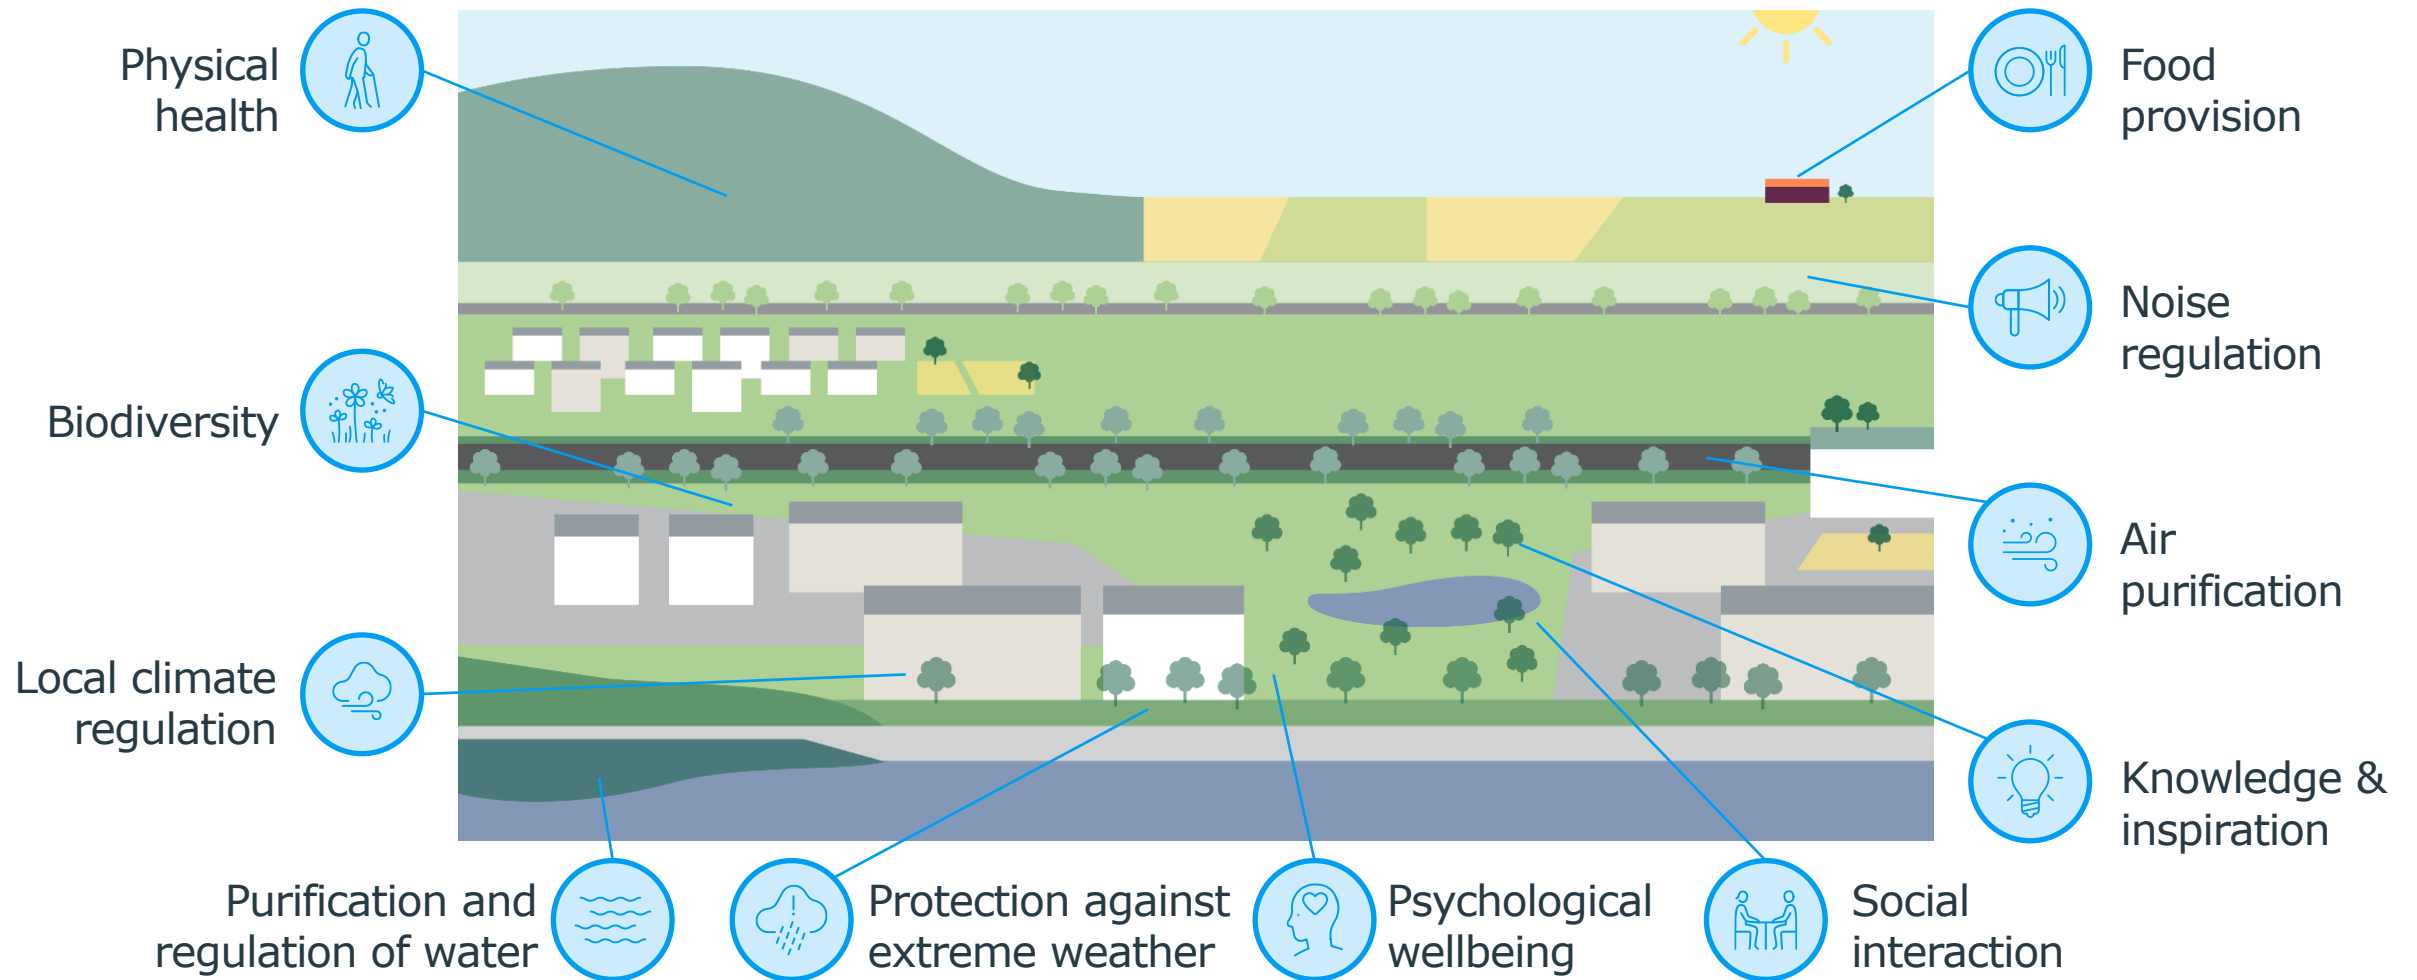 Physical
health
Food
provision
Noise
regulation
Biodiversity
Air
purification
Local climate
regulation
Knowledge &
inspiration
Purification and
regulation of water
Protection against
extreme weather
Psychological
wellbeing
Social
interaction